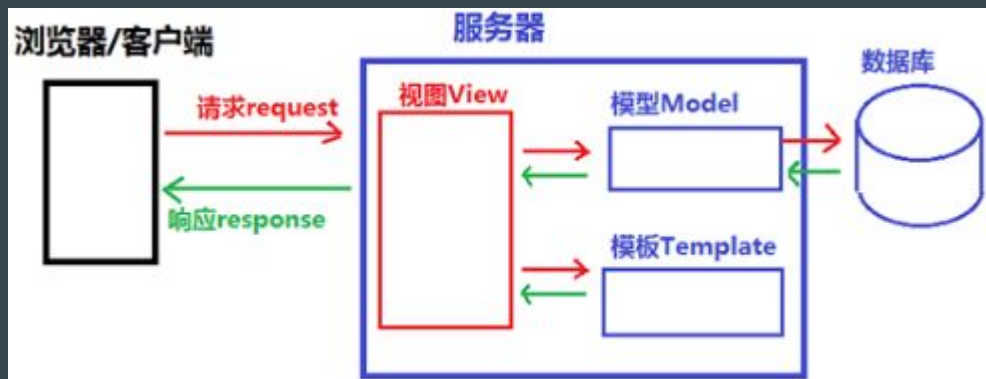 浏览器/客户端
服务器
数据库
请求request
视图View
模型Model
响应response
模板Template